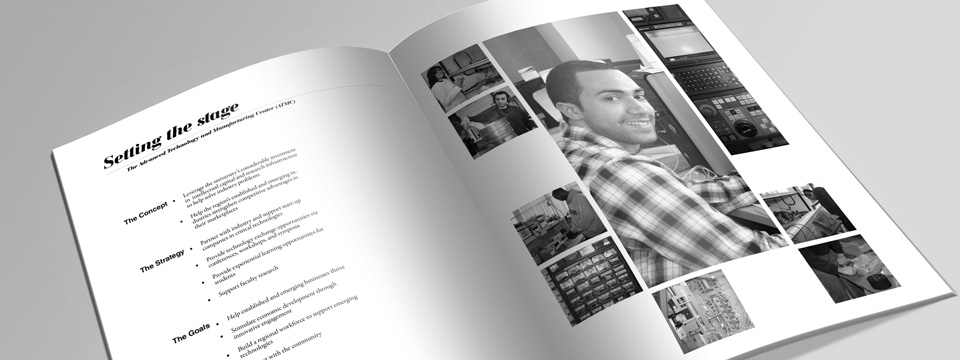 Setting the stage
The Advanced Technology and Manufacturing Center (ATMC)
The Concept
• Leverage the university's considerable investment
in intellectual capital and research infrastructure
to help solve industry problems
• Help the region's established and emerging in-
dustries strengthen competitive advantages in
their marketplaces
The Strategy
• Partner with industry and support start-up
companies in critical technologies
• Provide technology exchange opportunities via
conferences, workshops, and symposia
• Provide experiential learning opportunities for
students
• Support faculty research
The Goals
• Help established and emerging businesses thrive
• Stimulate economic development through
innovative engagement
• Build a regional workforce to support emerging
technologies
with the community